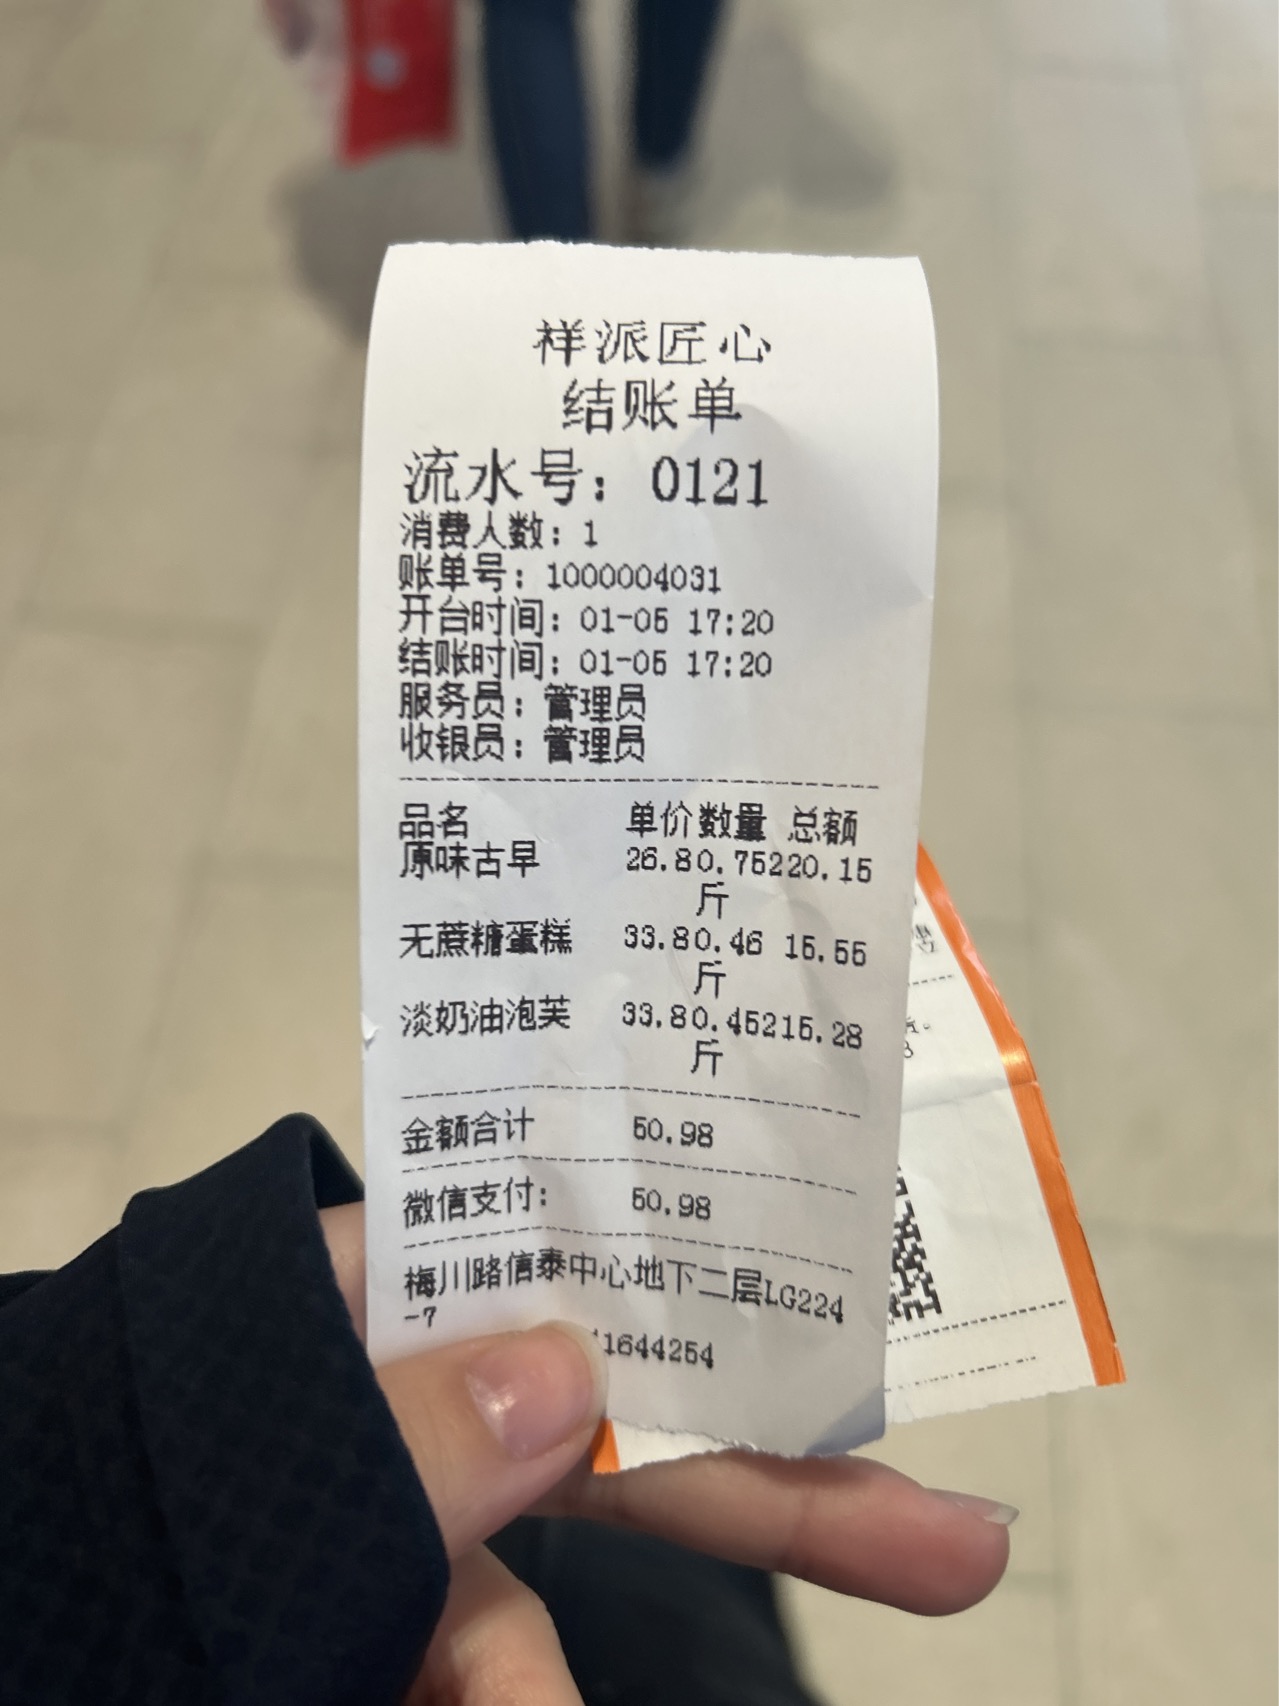 祥派匠心
结账单
流水号： 0121
消费人数：1
账单号：1000004031
开台时间：01-05 17:20
结账时间：01-05 17:20
服务员：管理员
收银员：管理员
品名 单价数量 总额
原味古早 26.80.75220.15
斤
无蔗糖蛋糕 33.80.46 15.55
斤
淡奶油泡芙 33.80.45215.28
斤
金额合计 50.98
微信支付： 50.98
梅川路信泰中心地下二层LG224
-7
11644254